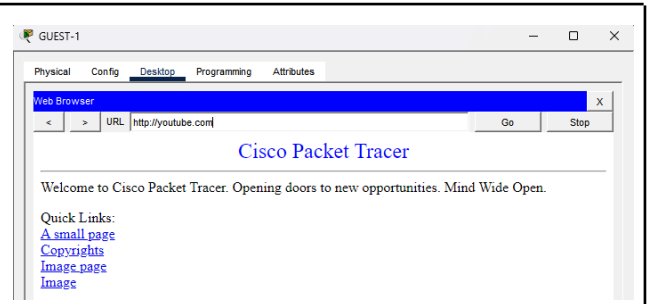 GUEST-1
Physical Config Desktop Programming Attributes
Web Browser X
< > URL http://youtube.com Go Stop
Cisco Packet Tracer
Welcome to Cisco Packet Tracer. Opening doors to new opportunities. Mind Wide Open.
Quick Links:
A small page
Copyrights
Image page
Image